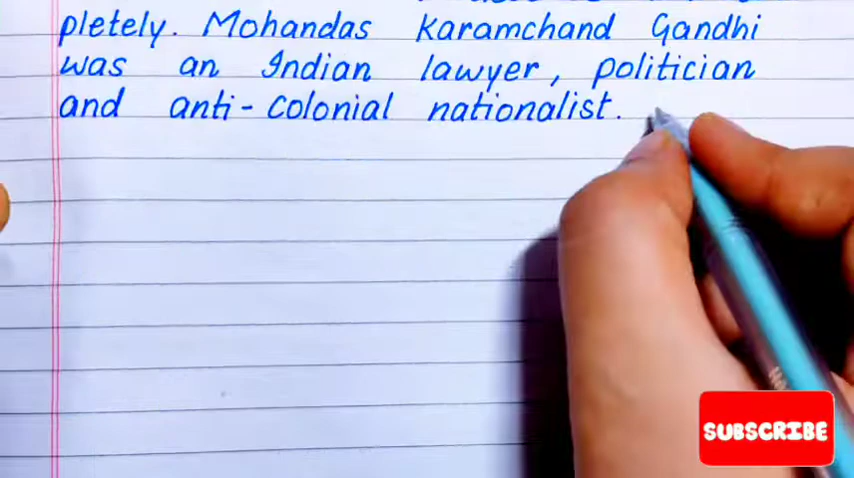 pletely. Mohandas Karamchand Gandhi
was an Indian lawyer, politician
and anti-colonial nationalist.
SUBSCRIBE